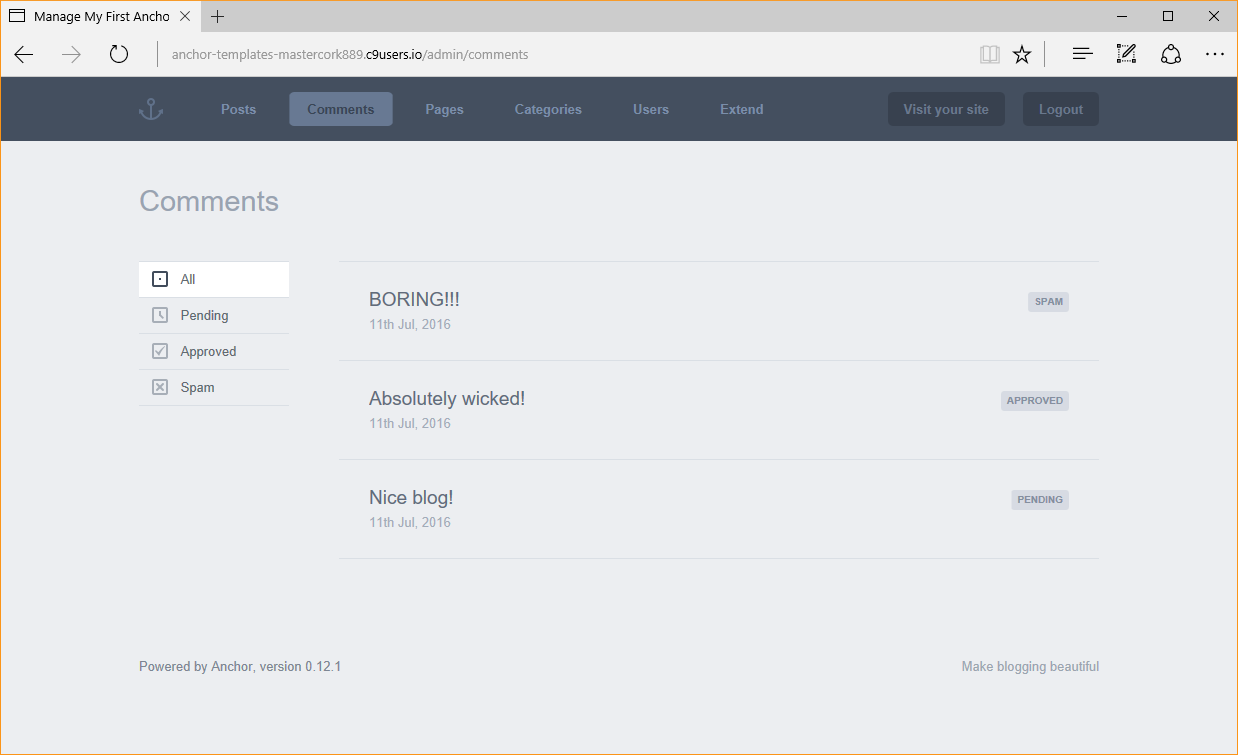 Manage My First Ancho
anchor-templates-mastercork889.c9users.io/admin/comments
Posts Comments Pages Categories Users Extend Visit your site Logout
Comments
All
Pending
Approved
Spam
BORING!!! SPAM
11th Jul, 2016
Absolutely wicked! APPROVED
11th Jul, 2016
Nice blog! PENDING
11th Jul, 2016
Powered by Anchor, version 0.12.1 Make blogging beautiful